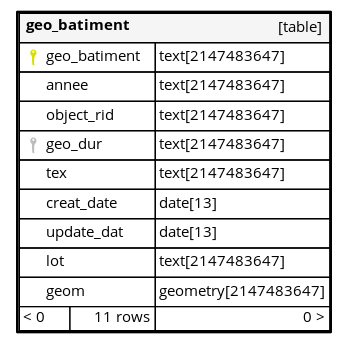 geo_batiment [table]
geo_batiment text[2147483647]
annee text[2147483647]
object_rid text[2147483647]
geo_dur text[2147483647]
tex text[2147483647]
creat_date date[13]
update_dat date[13]
lot text[2147483647]
geom geometry[2147483647]
< 0 11 rows 0 >